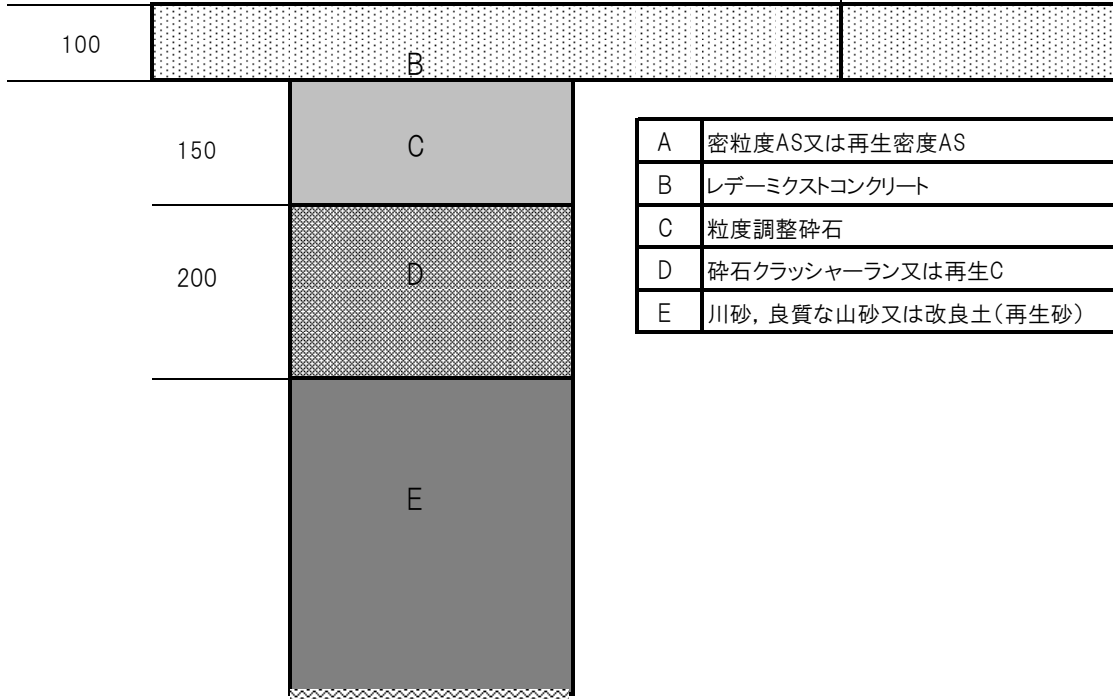 100
B
150
C
200
D
E
A 密粒度AS又は再生密度AS
B レデーミクストコンクリート
C 粒度調整砕石
D 砕石クラッシャーラン又は再生C
E 川砂，良質な山砂又は改良土（再生砂）